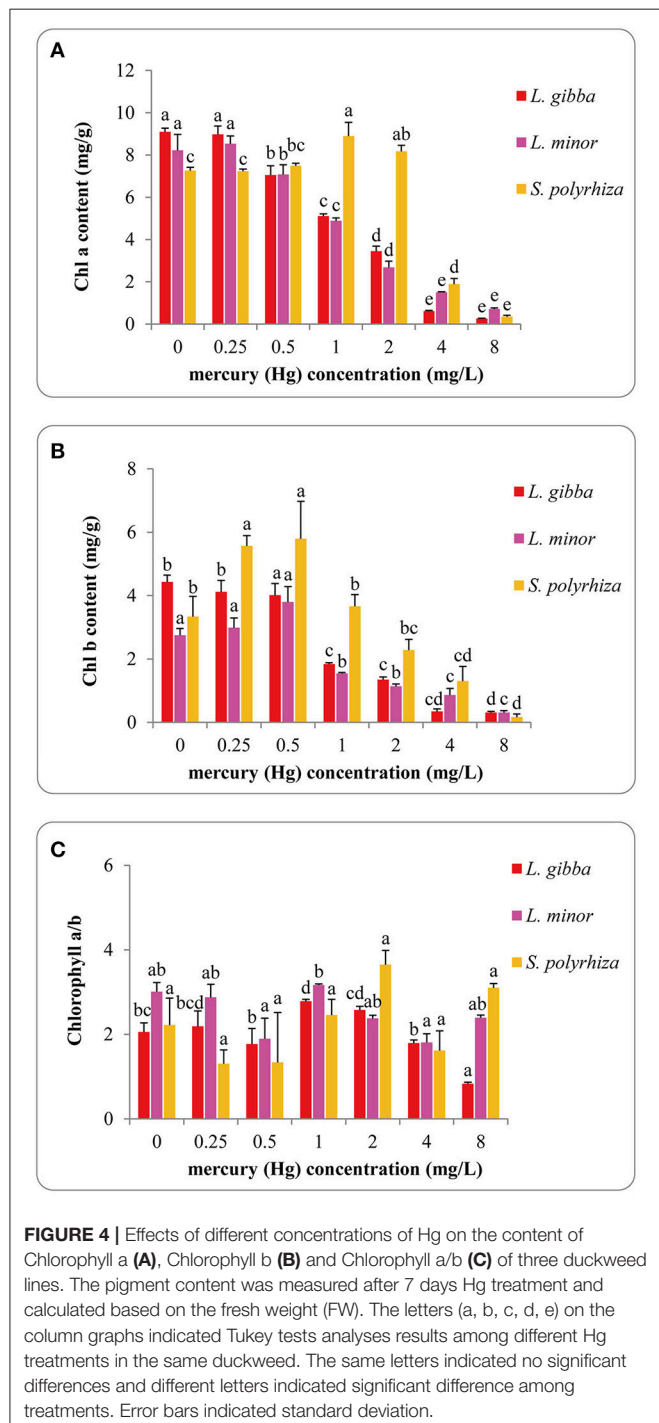 A
Chl a content (mg/g)
12
10
8
6
4
2
0
a a c
a a c
b b bc
c c a
d d ab
e e d
e e e
0 0.25 0.5 1 2 4 8
mercury (Hg) concentration (mg/L)
L. gibba
L. minor
S. polyrhiza
B
Chl b content (mg/g)
8
6
4
2
0
b a b
b a a
a a a
c b b
c b bc
cd c cd
d c d
0 0.25 0.5 1 2 4 8
mercury (Hg) concentration (mg/L)
L. gibba
L. minor
S. polyrhiza
C
Chlorophyll a/b
6
4
2
0
bc ab a
bcd ab a
b a a
d b a
cd ab a
b a a
a ab a
0 0.25 0.5 1 2 4 8
mercury (Hg) concentration (mg/L)
L. gibba
L. minor
S. polyrhiza
FIGURE 4 | Effects of different concentrations of Hg on the content of
Chlorophyll a (A), Chlorophyll b (B) and Chlorophyll a/b (C) of three duckweed
lines. The pigment content was measured after 7 days Hg treatment and
calculated based on the fresh weight (FW). The letters (a, b, c, d, e) on the
column graphs indicated Tukey tests analyses results among different Hg
treatments in the same duckweed. The same letters indicated no significant
differences and different letters indicated significant difference among
treatments. Error bars indicated standard deviation.